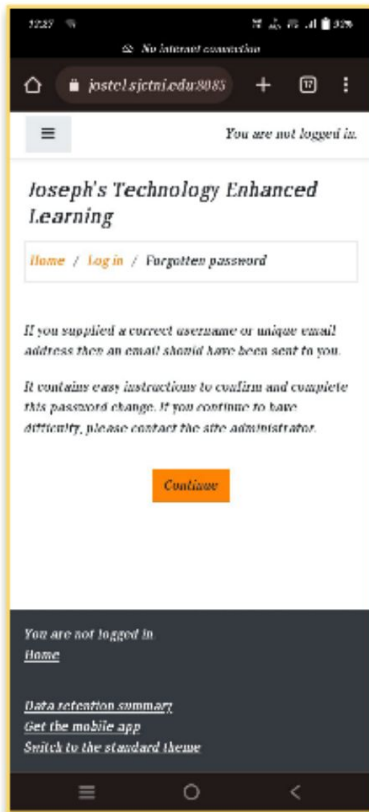 12:27
No internet connection
jostel.sjctni.edu:8085
17
You are not logged in.
Joseph's Technology Enhanced
Learning
Home / Log in / Forgotten password
If you supplied a correct username or unique email
address then an email should have been sent to you.
It contains easy instructions to confirm and complete
this password change. If you continue to have
difficulty, please contact the site administrator.
Continue
You are not logged in.
Home
Data retention summary
Get the mobile app
Switch to the standard theme